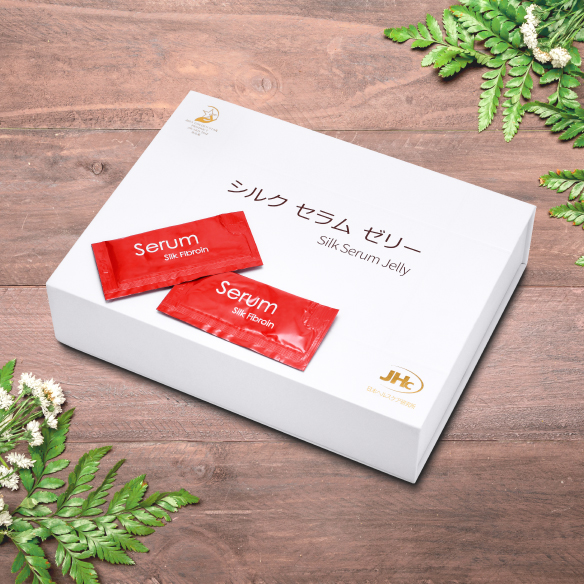 シルク セラム ゼリー
Silk Serum Jelly
Serum
Silk Fibroin
Serum
Silk Fibroin
JHc